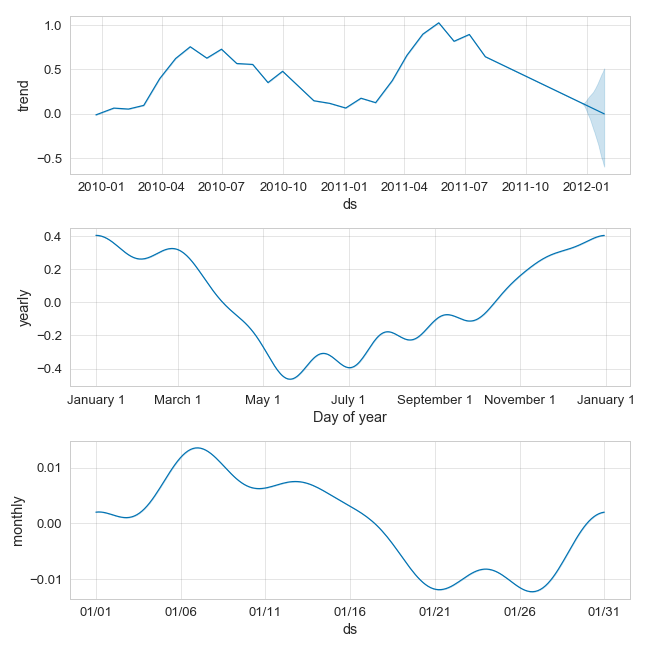 1.0
0.5
0.0
−0.5
trend
2010-01 2010-04 2010-07 2010-10 2011-01 2011-04 2011-07 2011-10 2012-01
ds
0.4
0.2
0.0
−0.2
−0.4
yearly
January 1 March 1 May 1 July 1 September 1 November 1 January 1
Day of year
0.01
0.00
−0.01
monthly
01/01 01/06 01/11 01/16 01/21 01/26 01/31
ds